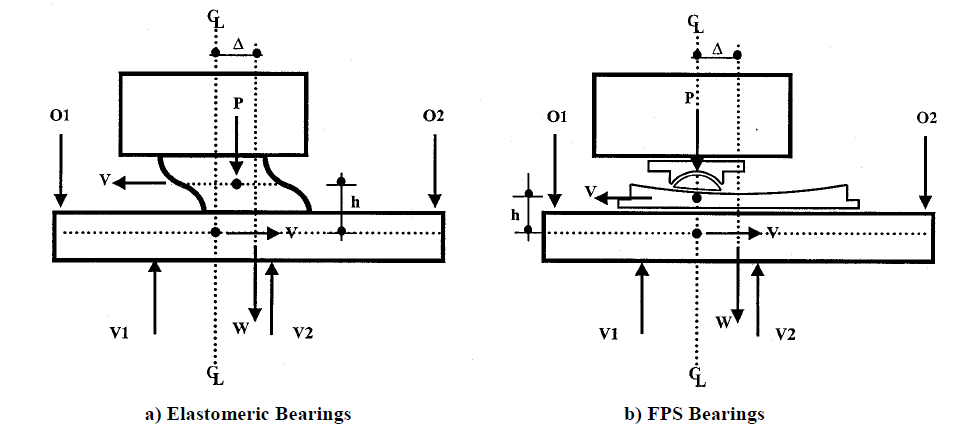 CL CL
Δ Δ
P P
O1 O2 O1 O2
V V
h h
V V
W W
V1 V2 V1 V2
CL CL
a) Elastomeric Bearings b) FPS Bearings